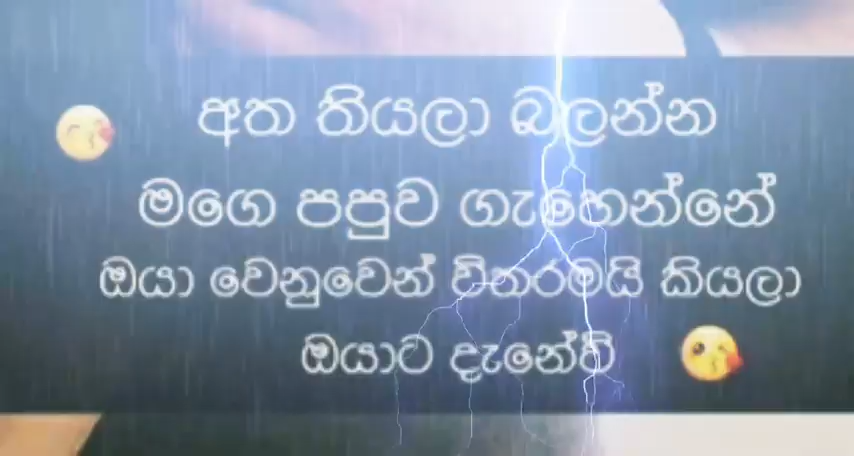 අත තියලා බලන්න
මගෙ පපුව ගැහෙන්නේ
ඔයා වෙනුවෙන් විතරමයි කියලා
ඔයාට දැනේවි